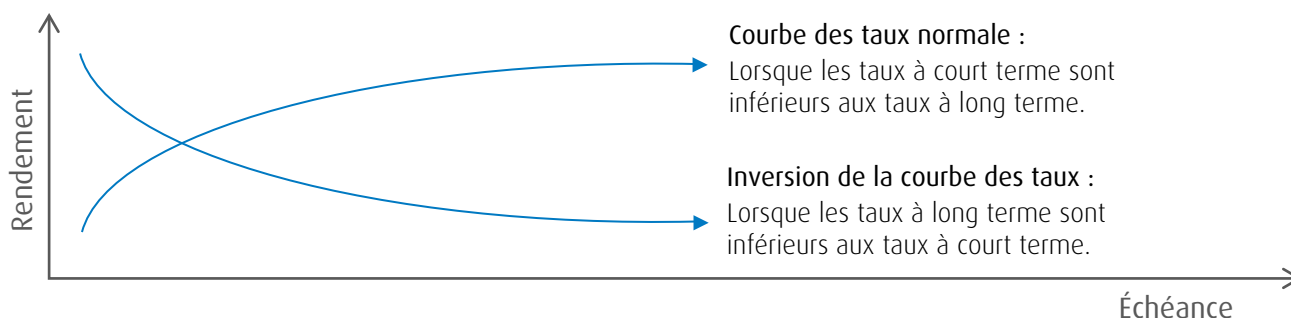 Courbe des taux normale :
Lorsque les taux à court terme sont
inférieurs aux taux à long terme.
Rendement
Inversion de la courbe des taux :
Lorsque les taux à long terme sont
inférieurs aux taux à court terme.
Échéance